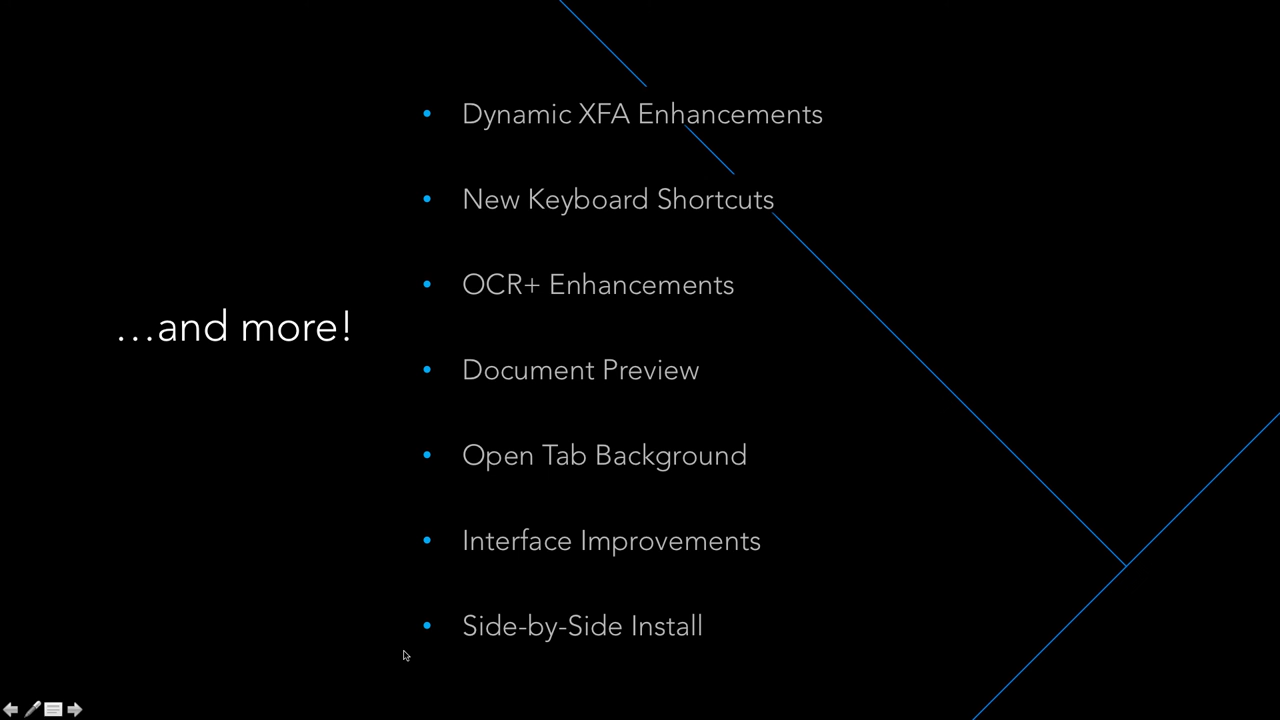 …and more!
• Dynamic XFA Enhancements
• New Keyboard Shortcuts
• OCR+ Enhancements
• Document Preview
• Open Tab Background
• Interface Improvements
• Side-by-Side Install